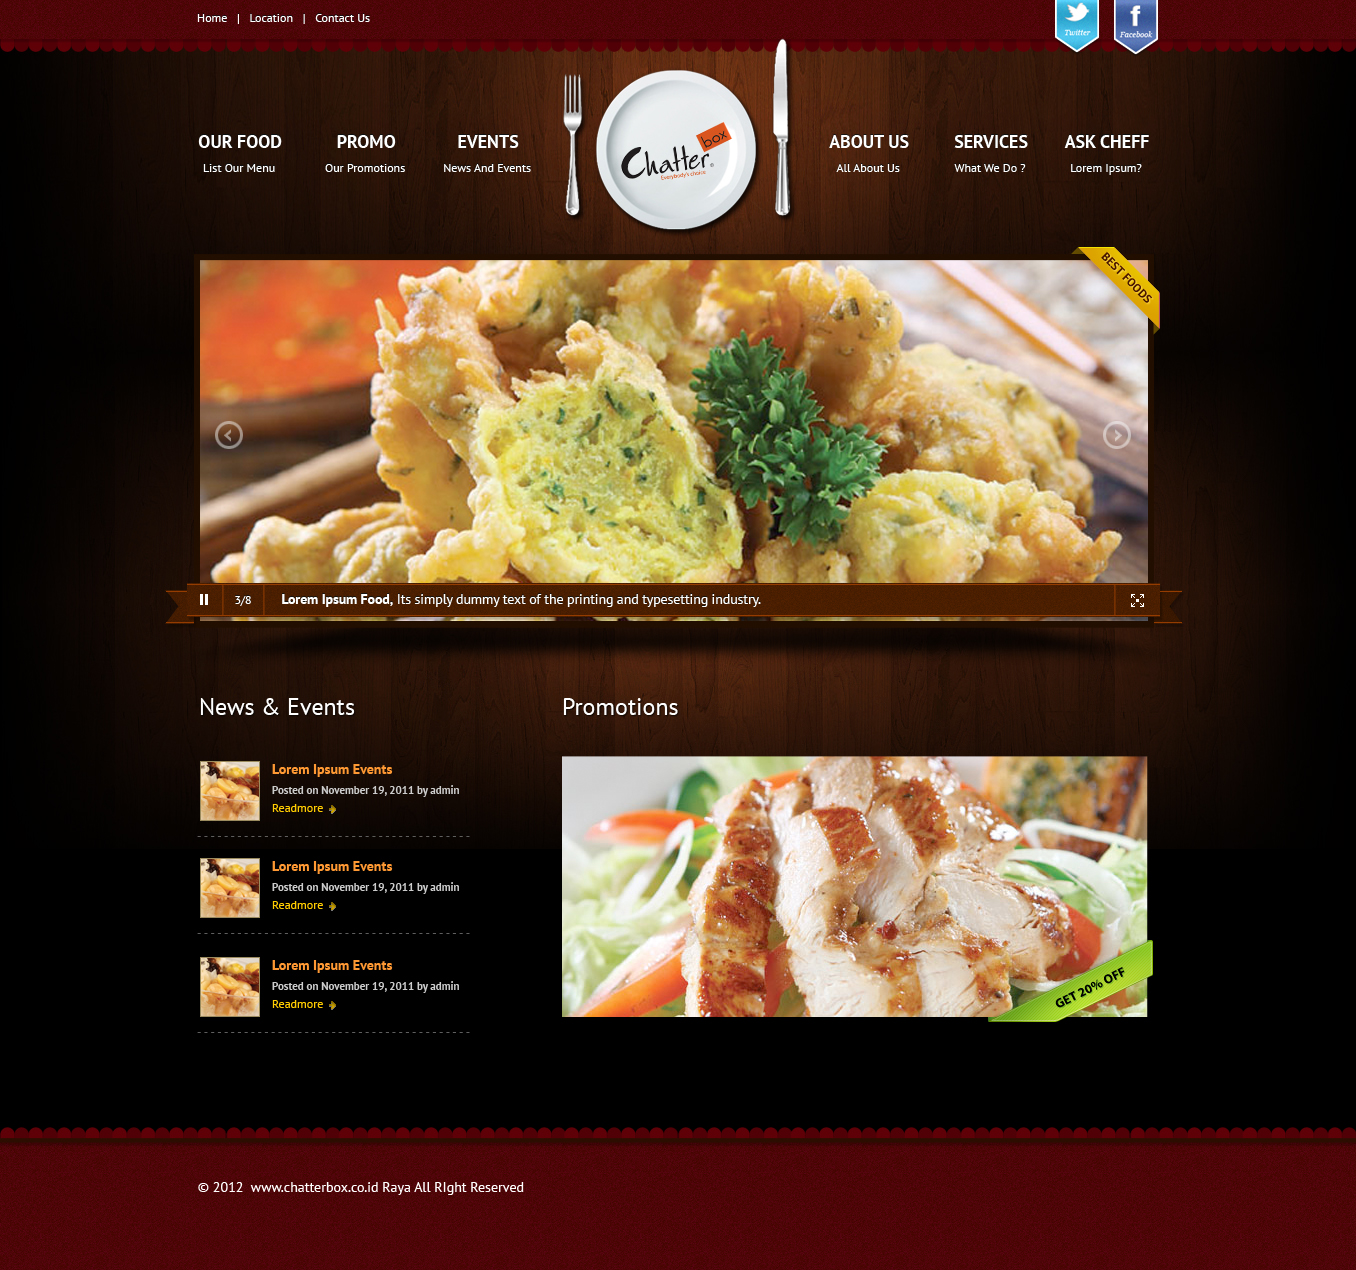 Home | Location | Contact Us
Twitter
Facebook
OUR FOOD
List Our Menu
PROMO
Our Promotions
EVENTS
News And Events
Chatter box
Everybody's choice
ABOUT US
All About Us
SERVICES
What We Do ?
ASK CHEFF
Lorem Ipsum?
BEST FOODS
3/8
Lorem Ipsum Food, Its simply dummy text of the printing and typesetting industry.
News & Events
Lorem Ipsum Events
Posted on November 19, 2011 by admin
Readmore
Lorem Ipsum Events
Posted on November 19, 2011 by admin
Readmore
Lorem Ipsum Events
Posted on November 19, 2011 by admin
Readmore
Promotions
GET 20% OFF
© 2012 www.chatterbox.co.id Raya All RIght Reserved